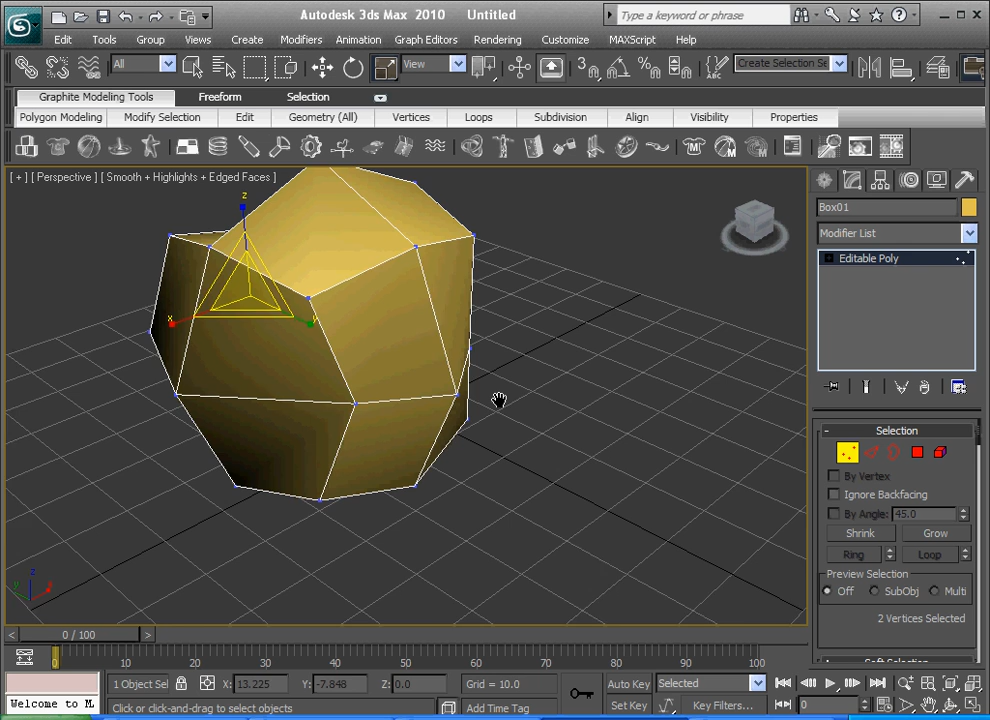 Autodesk 3ds Max 2010 Untitled
Type a keyword or phrase
Edit Tools Group Views Create Modifiers Animation Graph Editors Rendering Customize MAXScript Help
All View 3 Create Selection Se
Graphite Modeling Tools Freeform Selection
Polygon Modeling Modify Selection Edit Geometry (All) Vertices Loops Subdivision Align Visibility Properties
[ + ] [ Perspective ] [ Smooth + Highlights + Edged Faces ]
z
x
y
z
y
x
Box01
Modifier List
Editable Poly
- Selection
By Vertex
Ignore Backfacing
By Angle: 45.0
Shrink Grow
Ring Loop
Preview Selection
Off SubObj Multi
2 Vertices Selected
Soft Selection
< 0 / 100 >
0 10 20 30 40 50 60 70 80 90 100
1 Object Sel X: 13.225 Y: -7.848 Z: 0.0 Grid = 10.0 Auto Key Selected
Welcome to M Click or click-and-drag to select objects Add Time Tag Set Key Key Filters... 0